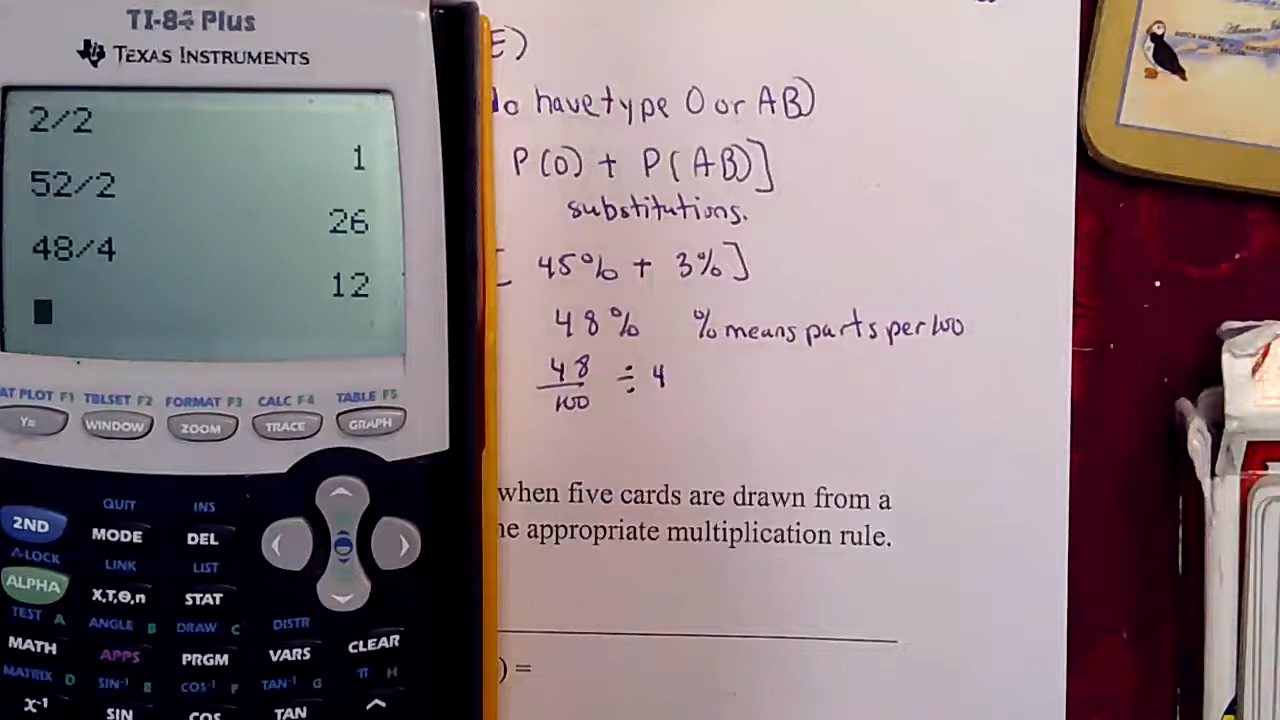 TI-84 Plus
TEXAS INSTRUMENTS
2/2
1
52/2
26
48/4
12
STAT PLOT F1 TBLSET F2 FORMAT F3 CALC F4 TABLE F5
Y= WINDOW ZOOM TRACE GRAPH
QUIT INS
2ND MODE DEL
A-LOCK LINK LIST
ALPHA X,T,Θ,n STAT
TEST A ANGLE B DRAW C DISTR
MATH APPS PRGM VARS CLEAR
MATRIX D SIN-1 E COS-1 F TAN-1 G π H
x-1 SIN COS TAN ^
E)
do have type O or AB)
P(O) + P(AB)]
substitutions.
[ 45% + 3%]
48% % means parts per 100
48
100
÷ 4
when five cards are drawn from a
he appropriate multiplication rule.
) =